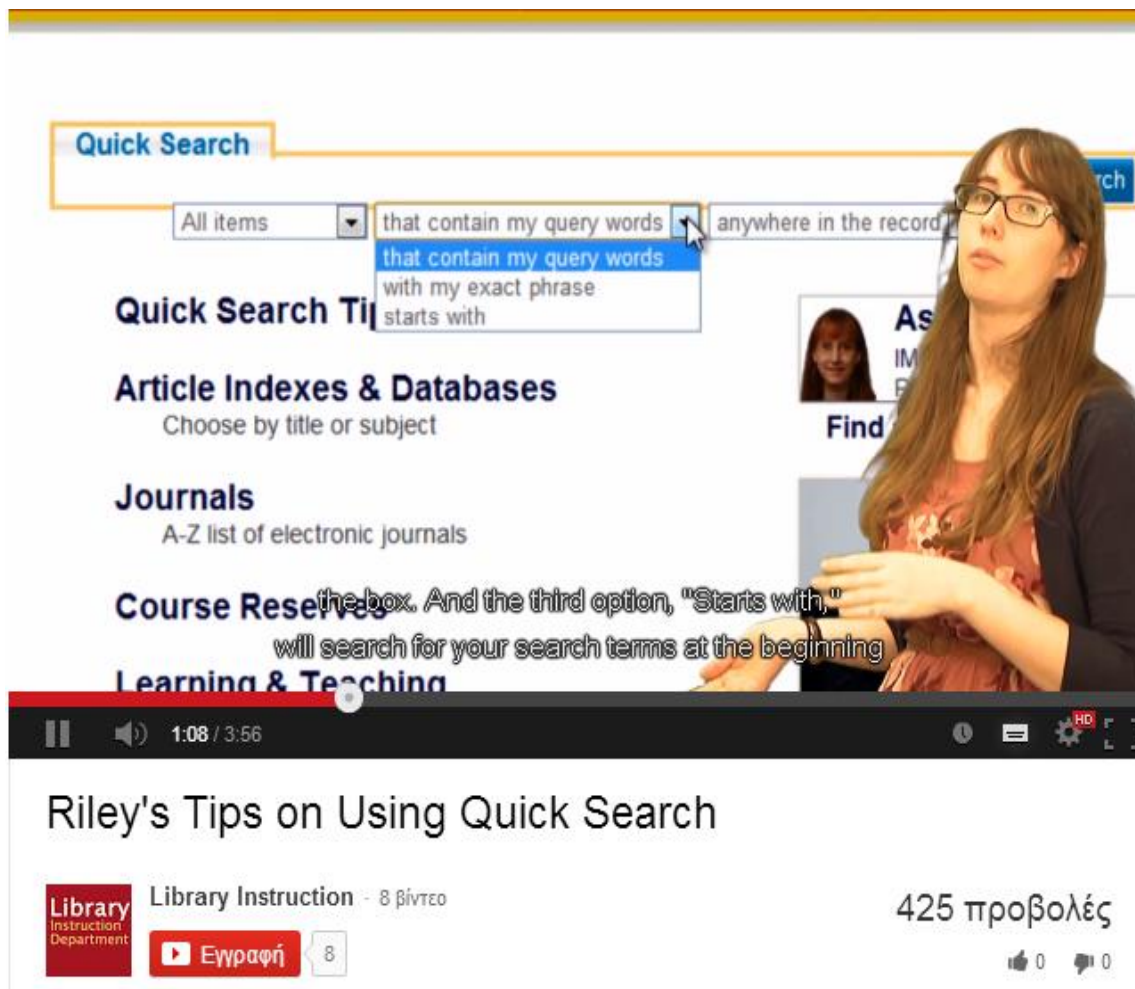 Quick Search
rch
All items that contain my query words anywhere in the record
that contain my query words
with my exact phrase
starts with
Quick Search Ti
As
IM
Article Indexes & Databases
Choose by title or subject
Find
Journals
A-Z list of electronic journals
Course Reserves
the box. And the third option, "Starts with,"
will search for your search terms at the beginning
Learning & Teaching
1:08 / 3:56
HD
Riley's Tips on Using Quick Search
Library Instruction Department
Library Instruction - 8 βίντεο
Εγγραφή 8
425 προβολές
0 0